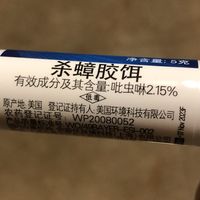 净含量：5克
杀蟑胶饵
有效成分及其含量：吡虫啉2.15%
低毒
原产地：美国 登记证持有人：美国环境科技有限公司
农药登记证号：WP20080052